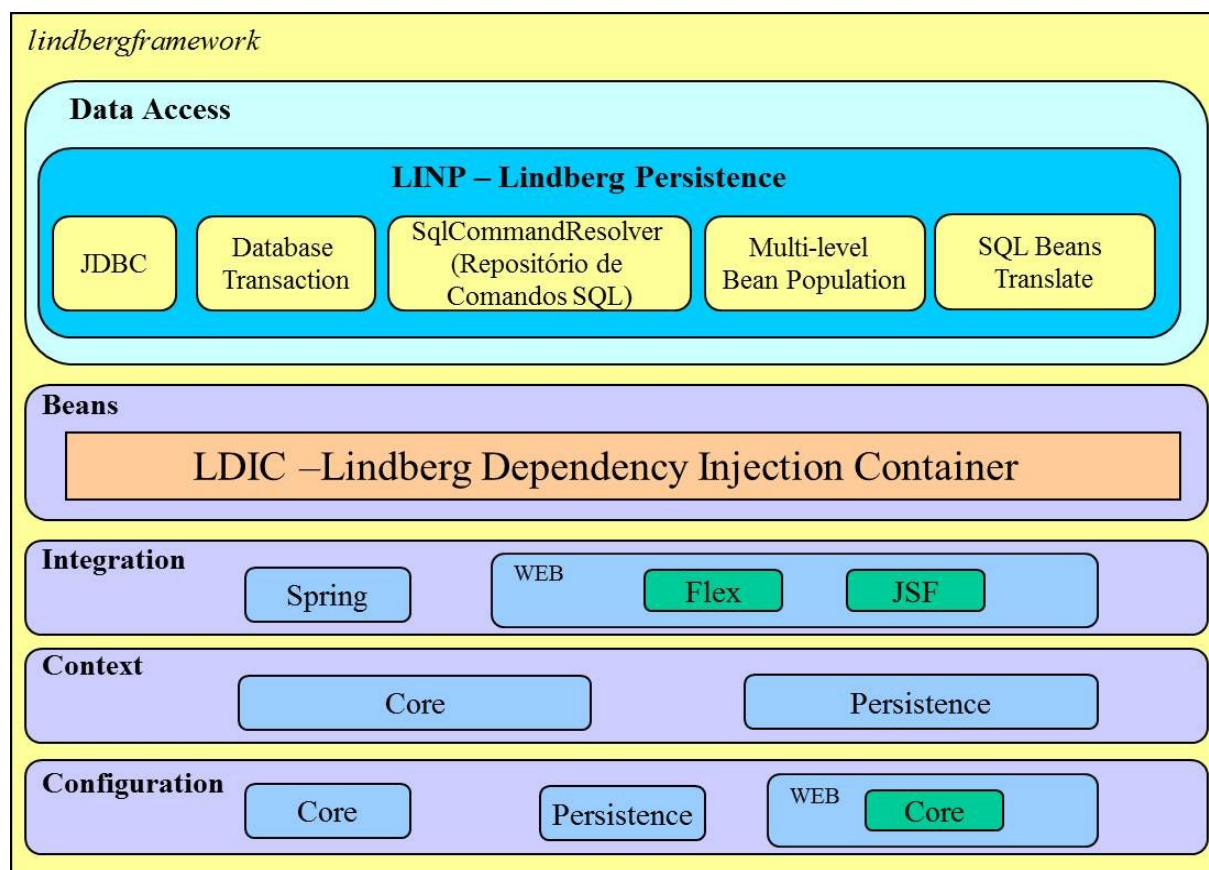 lindbergframework
Data Access
LINP – Lindberg Persistence
JDBC
Database
Transaction
SqlCommandResolver
(Repositório de
Comandos SQL)
Multi-level
Bean Population
SQL Beans
Translate
Beans
LDIC –Lindberg Dependency Injection Container
Integration
Spring
WEB
Flex
JSF
Context
Core
Persistence
Configuration
Core
Persistence
WEB
Core